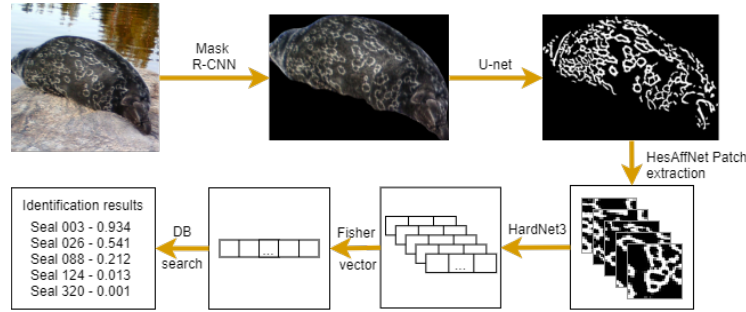 Mask
R-CNN
U-net
HesAffNet Patch
extraction
HardNet3
...
Fisher
vector
...
DB
search
Identification results
Seal 003 - 0.934
Seal 026 - 0.541
Seal 088 - 0.212
Seal 124 - 0.013
Seal 320 - 0.001